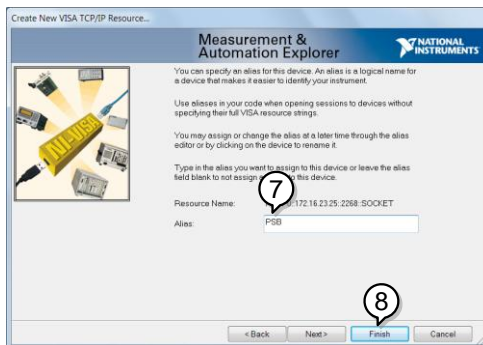 Create New VISA TCP/IP Resource...
Measurement &
Automation Explorer
NATIONAL
INSTRUMENTS
You can specify an alias for this device. An alias is a logical name for
a device that makes it easier to identify your instrument.
Use aliases in your code when opening sessions to devices without
specifying their full VISA resource strings.
You may assign or change the alias at a later time through the alias
editor or by clicking on the device to rename it.
Type in the alias you want to assign to this device or leave the alias
field blank to not assign to this device.
7
Resource Name: ::172.16.23.25::2268::SOCKET
Alias: PSB
NI-VISA
8
< Back Next > Finish Cancel